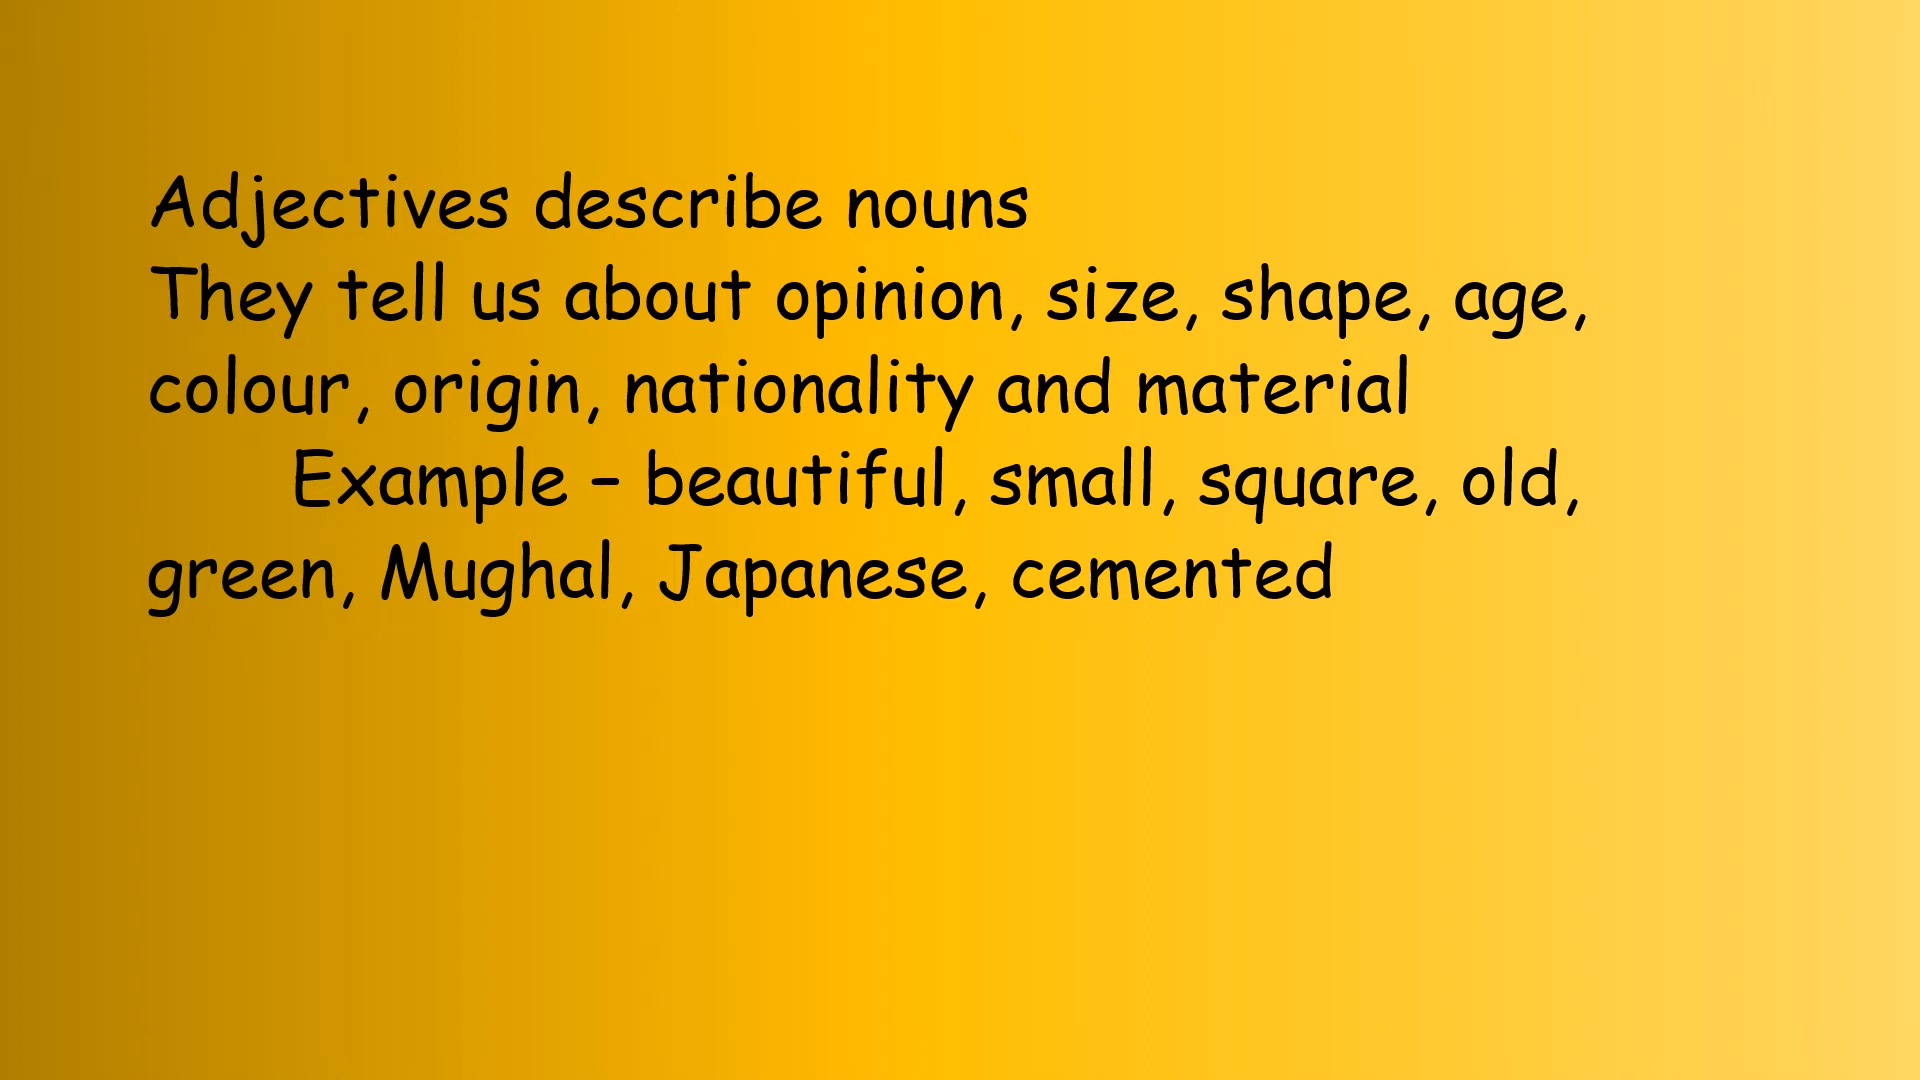 Adjectives describe nouns
They tell us about opinion, size, shape, age,
colour, origin, nationality and material
Example – beautiful, small, square, old,
green, Mughal, Japanese, cemented